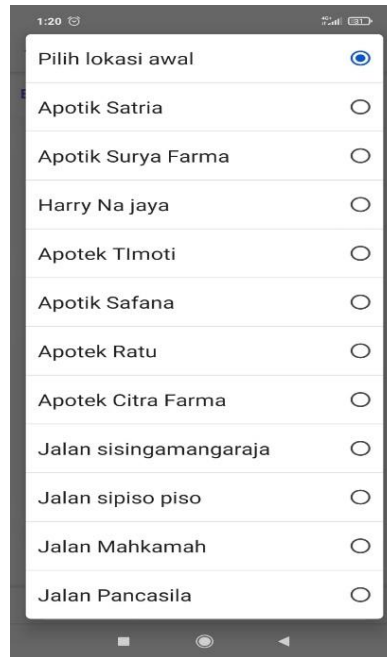 1:20
Pilih lokasi awal
Apotik Satria
Apotik Surya Farma
Harry Na jaya
Apotek TImoti
Apotik Safana
Apotek Ratu
Apotek Citra Farma
Jalan sisingamangaraja
Jalan sipiso piso
Jalan Mahkamah
Jalan Pancasila